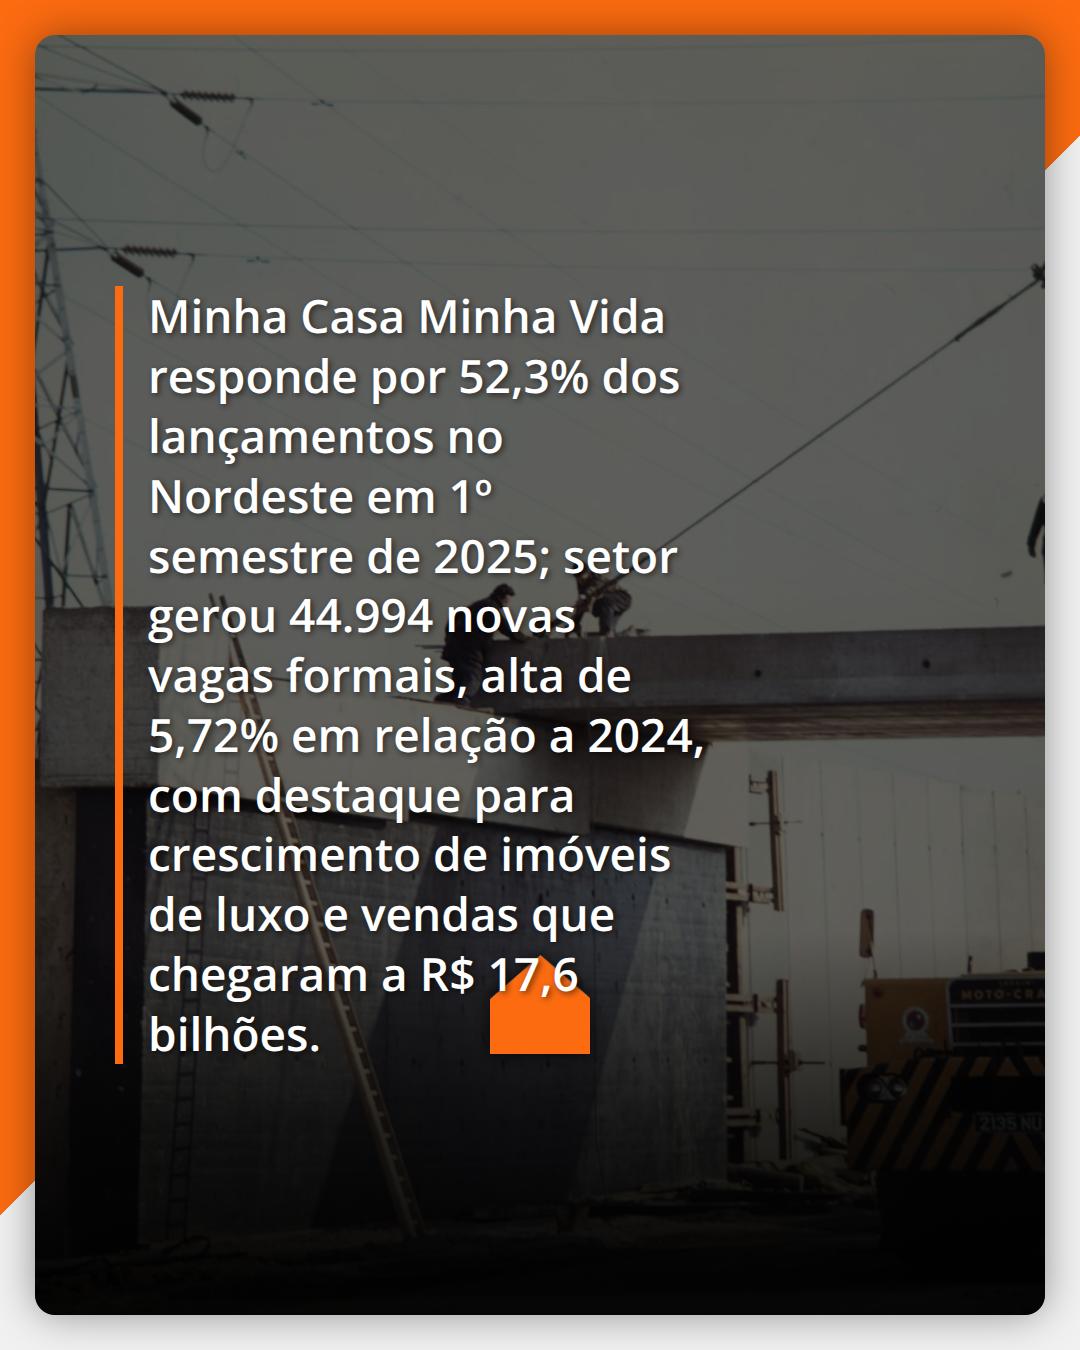 Minha Casa Minha Vida
responde por 52,3% dos
lançamentos no
Nordeste em 1º
semestre de 2025; setor
gerou 44.994 novas
vagas formais, alta de
5,72% em relação a 2024,
com destaque para
crescimento de imóveis
de luxo e vendas que
chegaram a R$ 17,6
bilhões.
MOTO-CRA
2135 NU